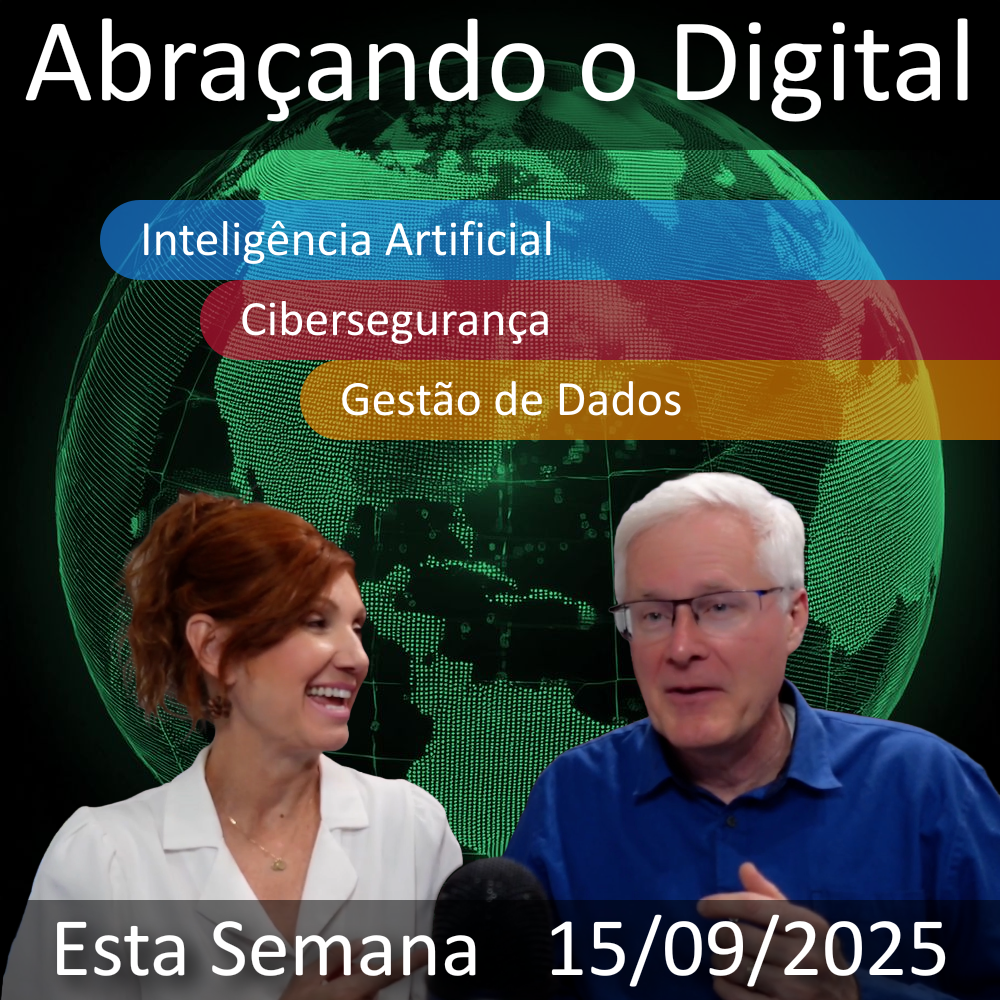 Abraçando o Digital
Inteligência Artificial
Cibersegurança
Gestão de Dados
Esta Semana 15/09/2025